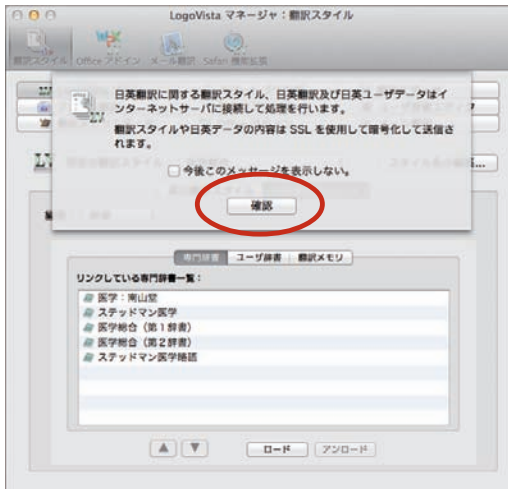 LogoVista マネージャ:翻訳スタイル
翻訳スタイル Office アドイン メール翻訳 Safari 機能拡張
日英翻訳に関する翻訳スタイル、日英翻訳及び日英ユーザデータはイ
ンターネットサーバに接続して処理を行います。
翻訳スタイルや日英データの内容は SSL を使用して暗号化して送信さ
れます。
今後このメッセージを表示しない。
確認
専門辞書 ユーザ辞書 翻訳メモリ
リンクしている専門辞書一覧:
医学:南山堂
ステッドマン医学
医学総合(第1辞書)
医学総合(第2辞書)
ステッドマン医学略語
ロード アンロード